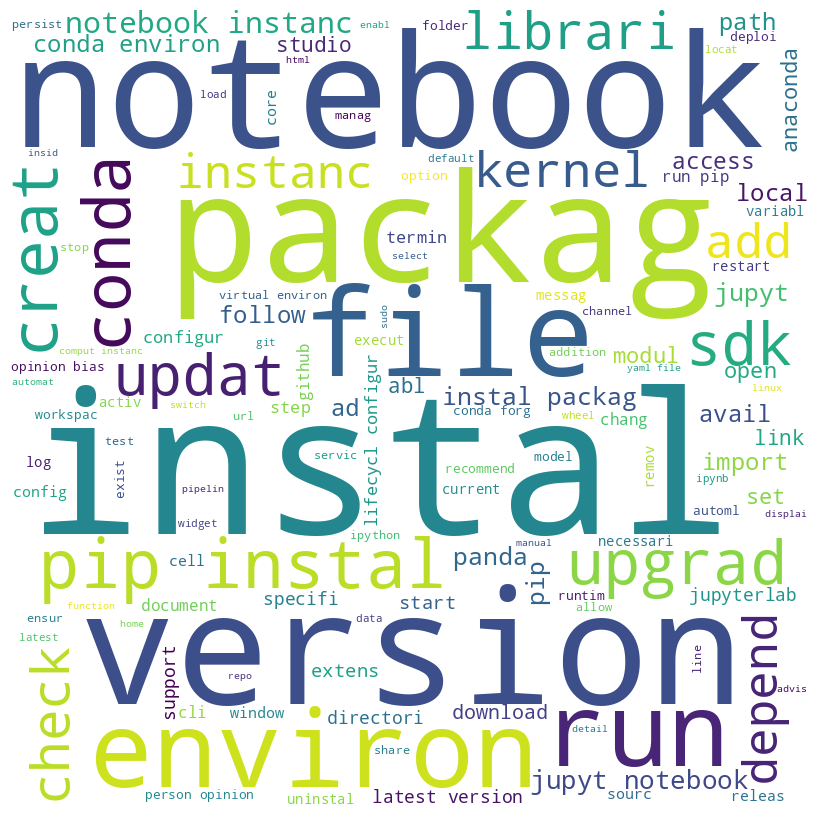 persist
notebook instanc
enabl
folder
librari
path
deploi
conda environ
studio
html
locat
notebook
load
core
manag
anaconda
insid
conda
instanc
default
kernel
access
option
run pip
local
creat
packag
variabl
stop
termin
select
add
restart
virtual environ
messag
jupyt
follow
file
channel
sudo
configur
git
sdk
opinion bias
comput instanc
execut
addition
modul
open
yaml file
automat
updat
github
lifecycl configur
abl
instal packag
linux
activ
switch
step
ad
conda forg
wheel
chang
avail
workspac
url
instal
test
link
log
exist
servic
model
recommend
remov
import
config
pipelin
current
ipynb
set
widget
automl
displai
ipython
manual
necessari
pip instal
cell
panda
pip
upgrad
runtim
jupyterlab
function
document
specifi
start
allow
ensur
home
data
version
latest
check
support
repo
extens
line
depend
advis
cli
window
directori
download
environ
share
run
detail
jupyt notebook
person opinion
uninstal
latest version
sourc
releas